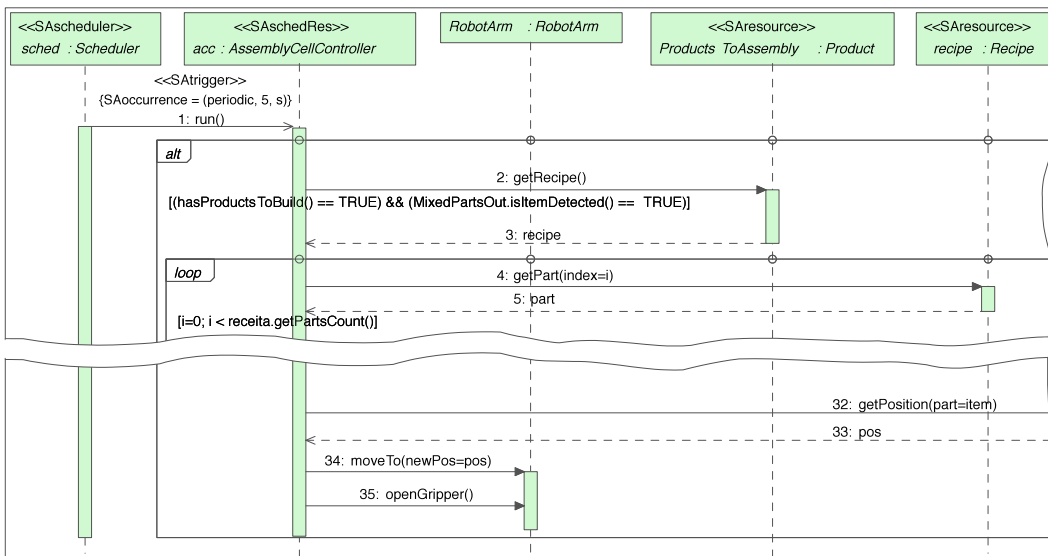 <<SAscheduler>>
sched : Scheduler
<<SAschedRes>>
acc : AssemblyCellController
RobotArm : RobotArm
<<SAresource>>
Products ToAssembly : Product
<<SAresource>>
recipe : Recipe
<<SAtrigger>>
{SAoccurrence = (periodic, 5, s)}
1: run()
alt
2: getRecipe()
[(hasProductsToBuild() == TRUE) && (MixedPartsOut.isItemDetected() == TRUE)]
3: recipe
loop
4: getPart(index=i)
5: part
[i=0; i < receita.getPartsCount()]
32: getPosition(part=item)
33: pos
34: moveTo(newPos=pos)
35: openGripper()